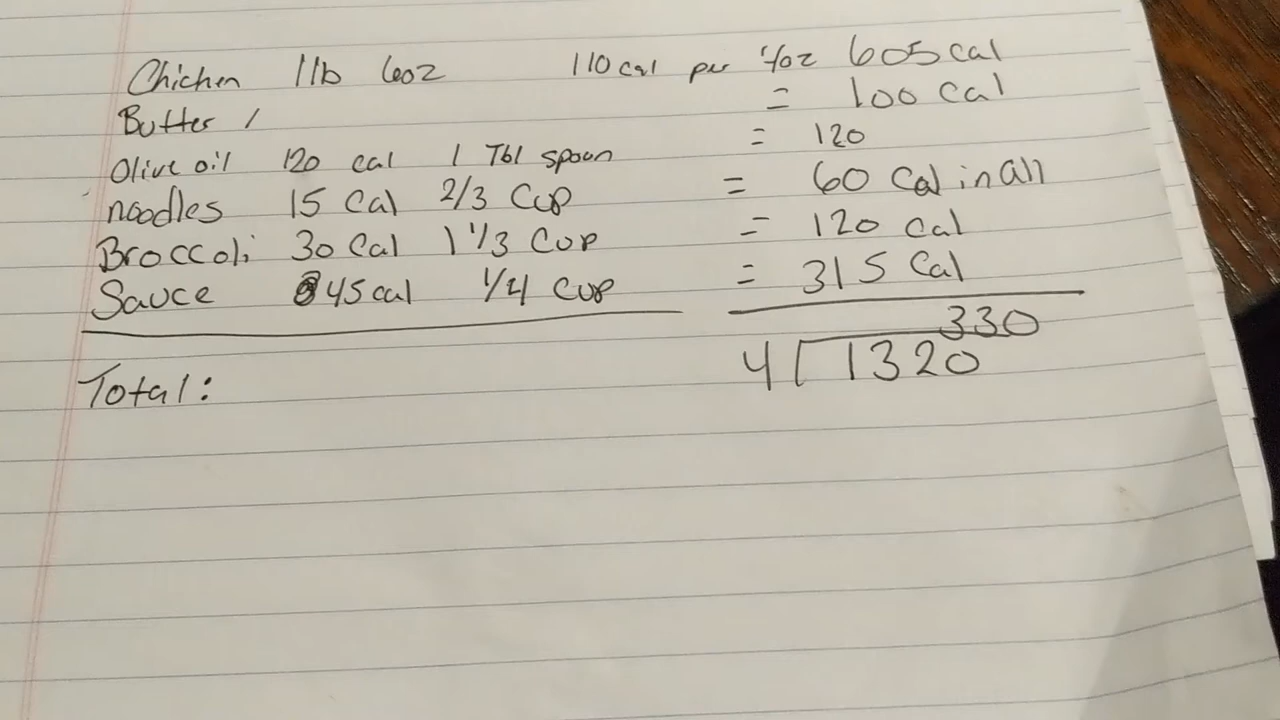 Chicken 1 lb 6oz 110 cal per 4oz 605 cal
Butter 1 = 100 cal
Olive oil 120 cal 1 Tbl spoon = 120
noodles 15 Cal 2/3 Cup = 60 Cal in all
Broccoli 30 Cal 1 1/3 Cup = 120 Cal
Sauce 45 cal 1/4 Cup = 315 Cal
330
Total: 4 1320